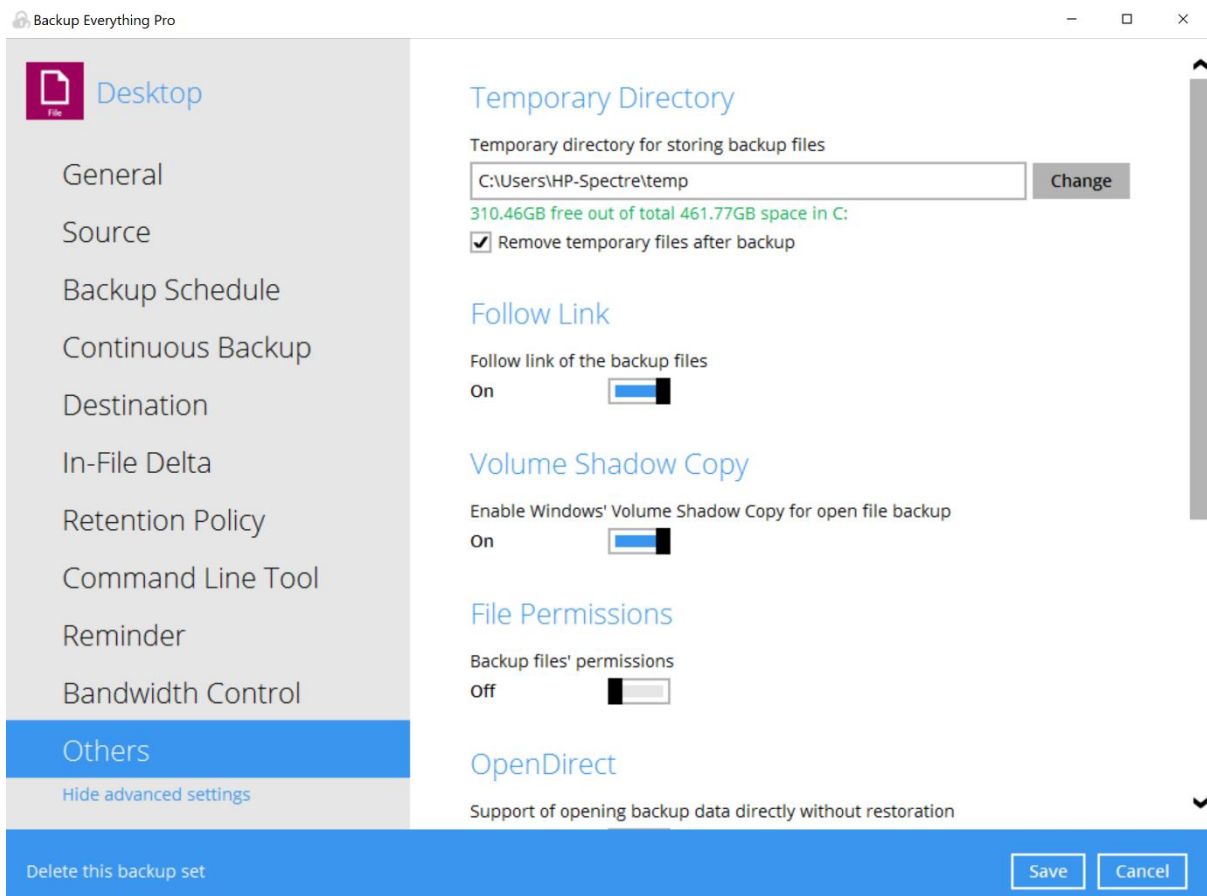 Backup Everything Pro
File
Desktop
General
Source
Backup Schedule
Continuous Backup
Destination
In-File Delta
Retention Policy
Command Line Tool
Reminder
Bandwidth Control
Others
Hide advanced settings
Temporary Directory
Temporary directory for storing backup files
C:\Users\HP-Spectre\temp
Change
310.46GB free out of total 461.77GB space in C:
Remove temporary files after backup
Follow Link
Follow link of the backup files
On
Volume Shadow Copy
Enable Windows' Volume Shadow Copy for open file backup
On
File Permissions
Backup files' permissions
Off
OpenDirect
Support of opening backup data directly without restoration
Delete this backup set
Save
Cancel